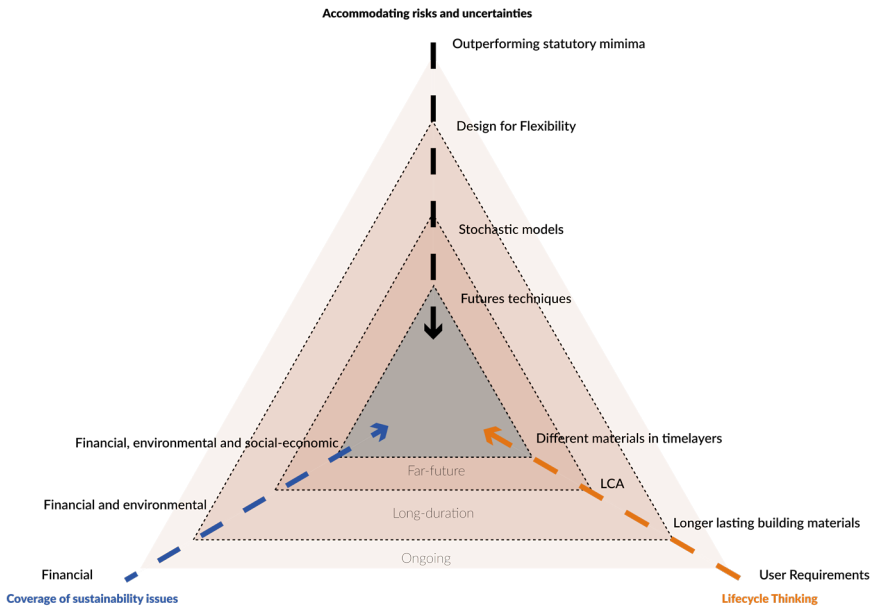 Accommodating risks and uncertainties
Outperforming statutory mimima
Design for Flexibility
Stochastic models
Futures techniques
Financial, environmental and social-economic
Different materials in timelayers
Far-future
LCA
Financial and environmental
Long-duration
Longer lasting building materials
Ongoing
Financial
User Requirements
Coverage of sustainability issues
Lifecycle Thinking